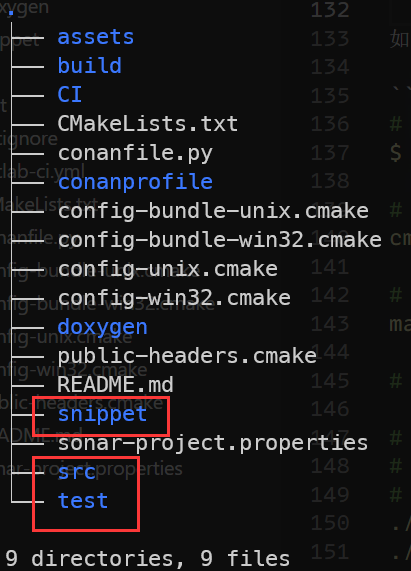 .
├── assets
├── build
├── CI
├── CMakeLists.txt
├── conanfile.py
├── conanprofile
├── config-bundle-unix.cmake
├── config-bundle-win32.cmake
├── config-unix.cmake
├── config-win32.cmake
├── doxygen
├── public-headers.cmake
├── README.md
├── snippet
├── sonar-project.properties
├── src
└── test
9 directories, 9 files
132
133 如
134
135 ``
136 #
137 $
138
139 #
140 cm
141
142 #
143 ma
144
145 #
146
147 #
148 #
149 #
150 ./
151 ./